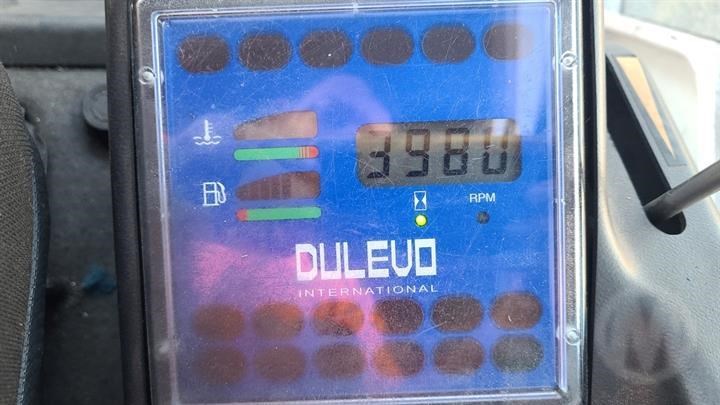 3980
RPM
DULEVO
INTERNATIONAL